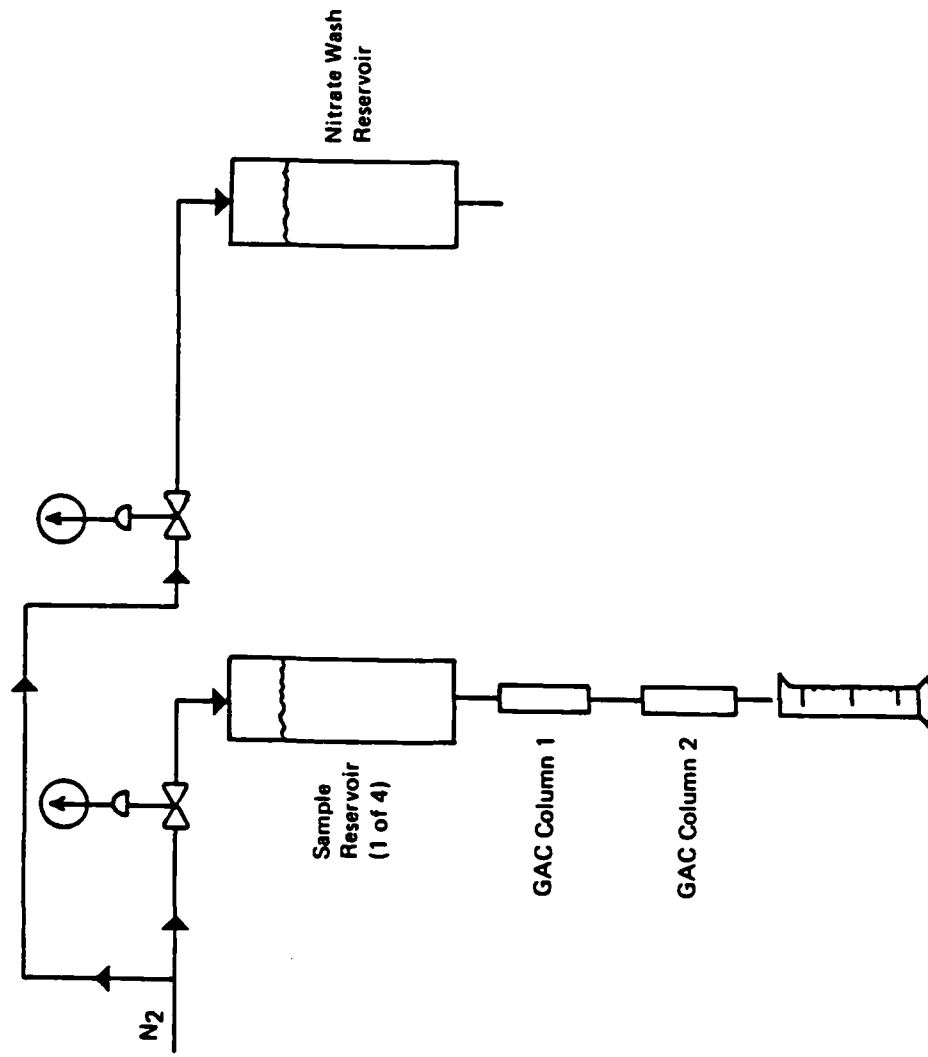 N2
Sample
Reservoir
(1 of 4)
GAC Column 1
GAC Column 2
Nitrate Wash
Reservoir